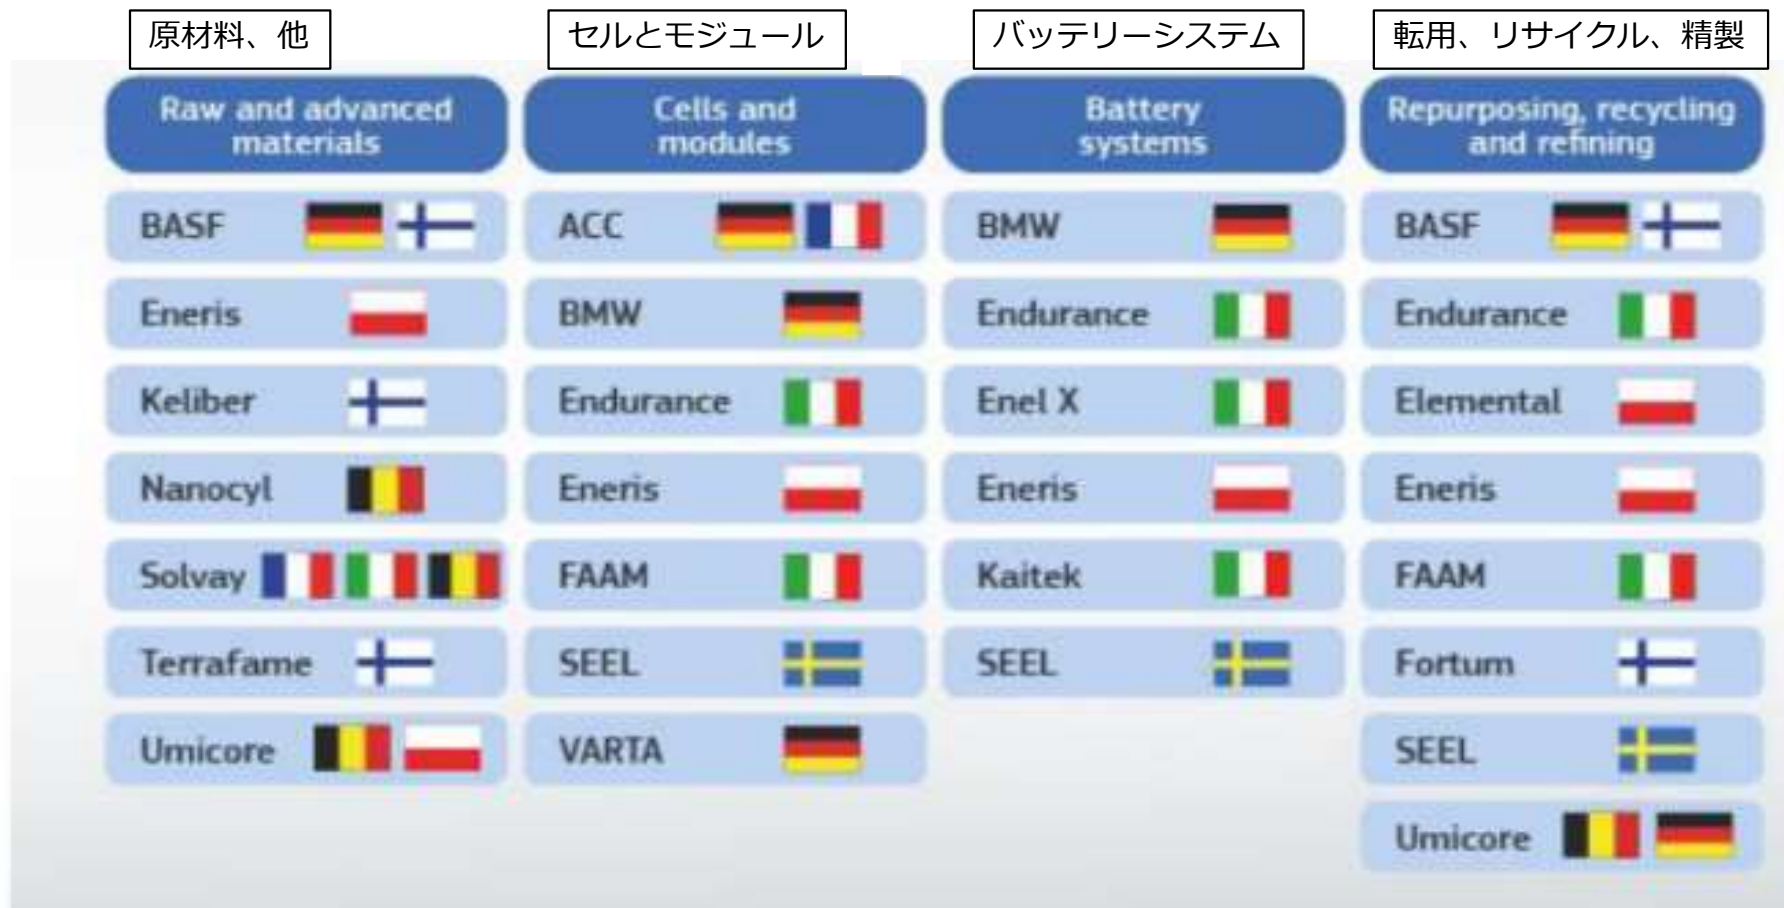 原材料、他
セルとモジュール
バッテリーシステム
転用、リサイクル、精製
Raw and advanced
materials
Cells and
modules
Battery
systems
Repurposing, recycling
and refining
BASF
ACC
BMW
BASF
Eneris
BMW
Endurance
Endurance
Keliber
Endurance
Enel X
Elemental
Nanocyl
Eneris
Eneris
Eneris
Solvay
FAAM
Kaitek
FAAM
Terrafame
SEEL
SEEL
Fortum
Umicore
VARTA
SEEL
Umicore